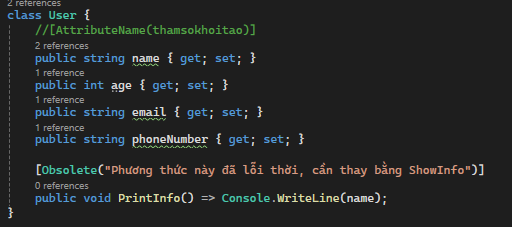 2 references
class User {
//[AttributeName(thamsokhoitao)]
2 references
public string name { get; set; }
1 reference
public int age { get; set; }
1 reference
public string email { get; set; }
1 reference
public string phoneNumber { get; set; }
[Obsolete("Phương thức này đã lỗi thời, cần thay bằng ShowInfo")]
0 references
public void PrintInfo() => Console.WriteLine(name);
}